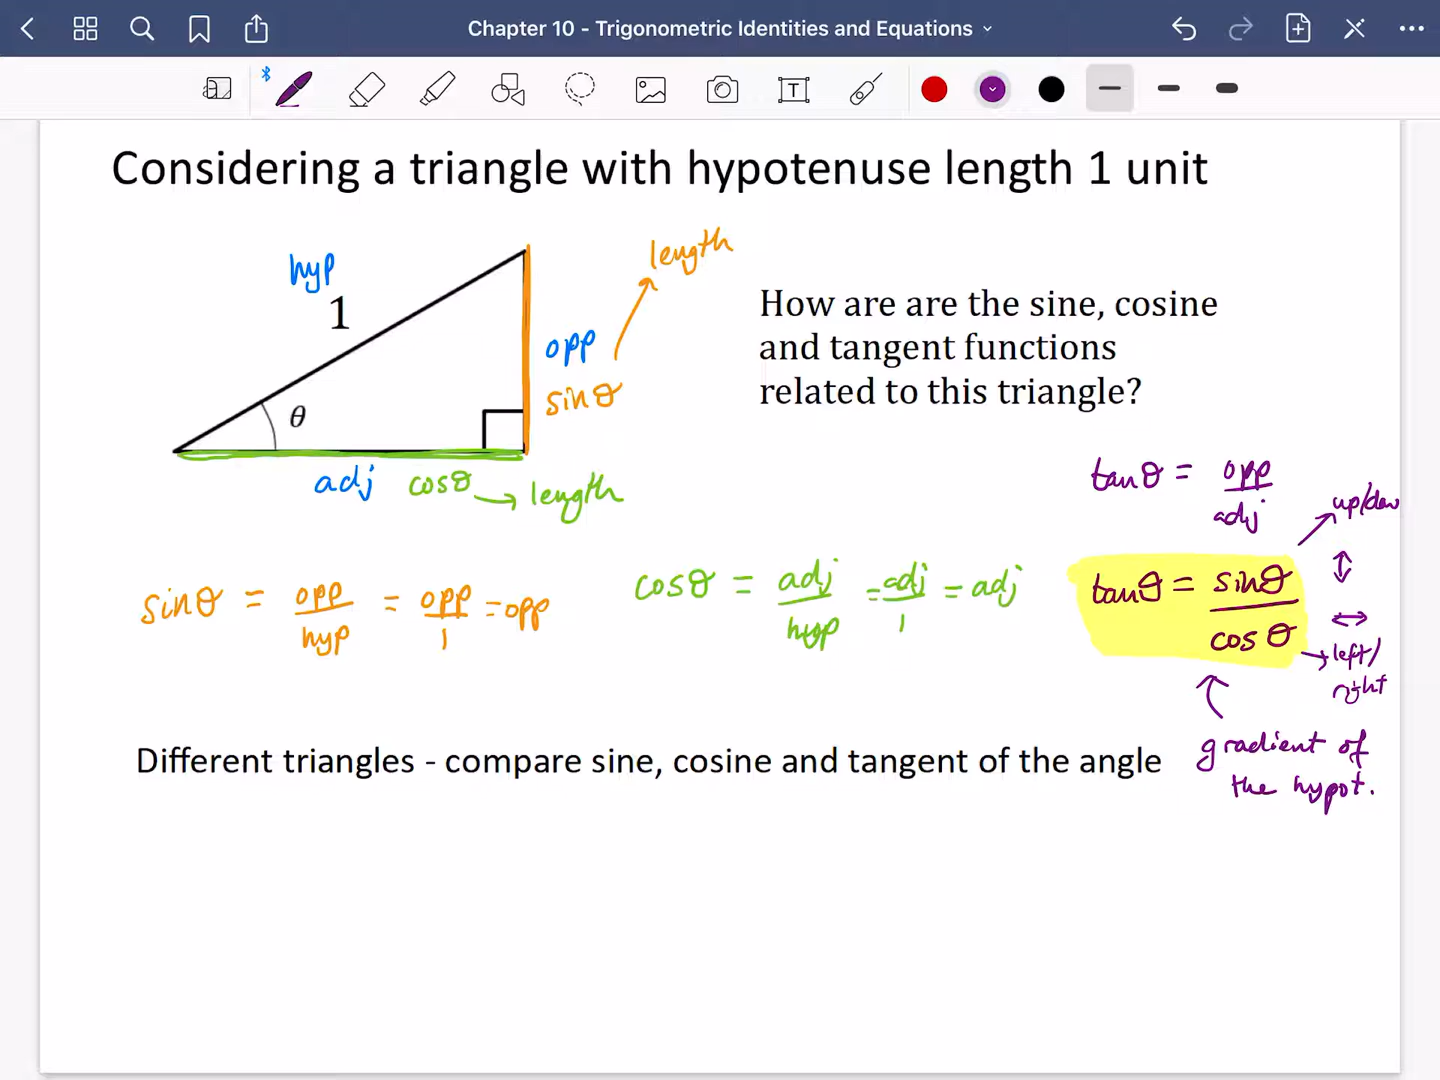 Chapter 10 - Trigonometric Identities and Equations
Considering a triangle with hypotenuse length 1 unit
hyp
1
length
opp
sinθ
θ
adj cosθ → length
How are are the sine, cosine
and tangent functions
related to this triangle?
tanθ = opp/adj
up/dow
sinθ = opp/hyp = opp/1 = opp
cosθ = adj/hyp = adj/1 = adj
tanθ = sinθ/cosθ
left/
right
gradient of
the hypot.
Different triangles - compare sine, cosine and tangent of the angle